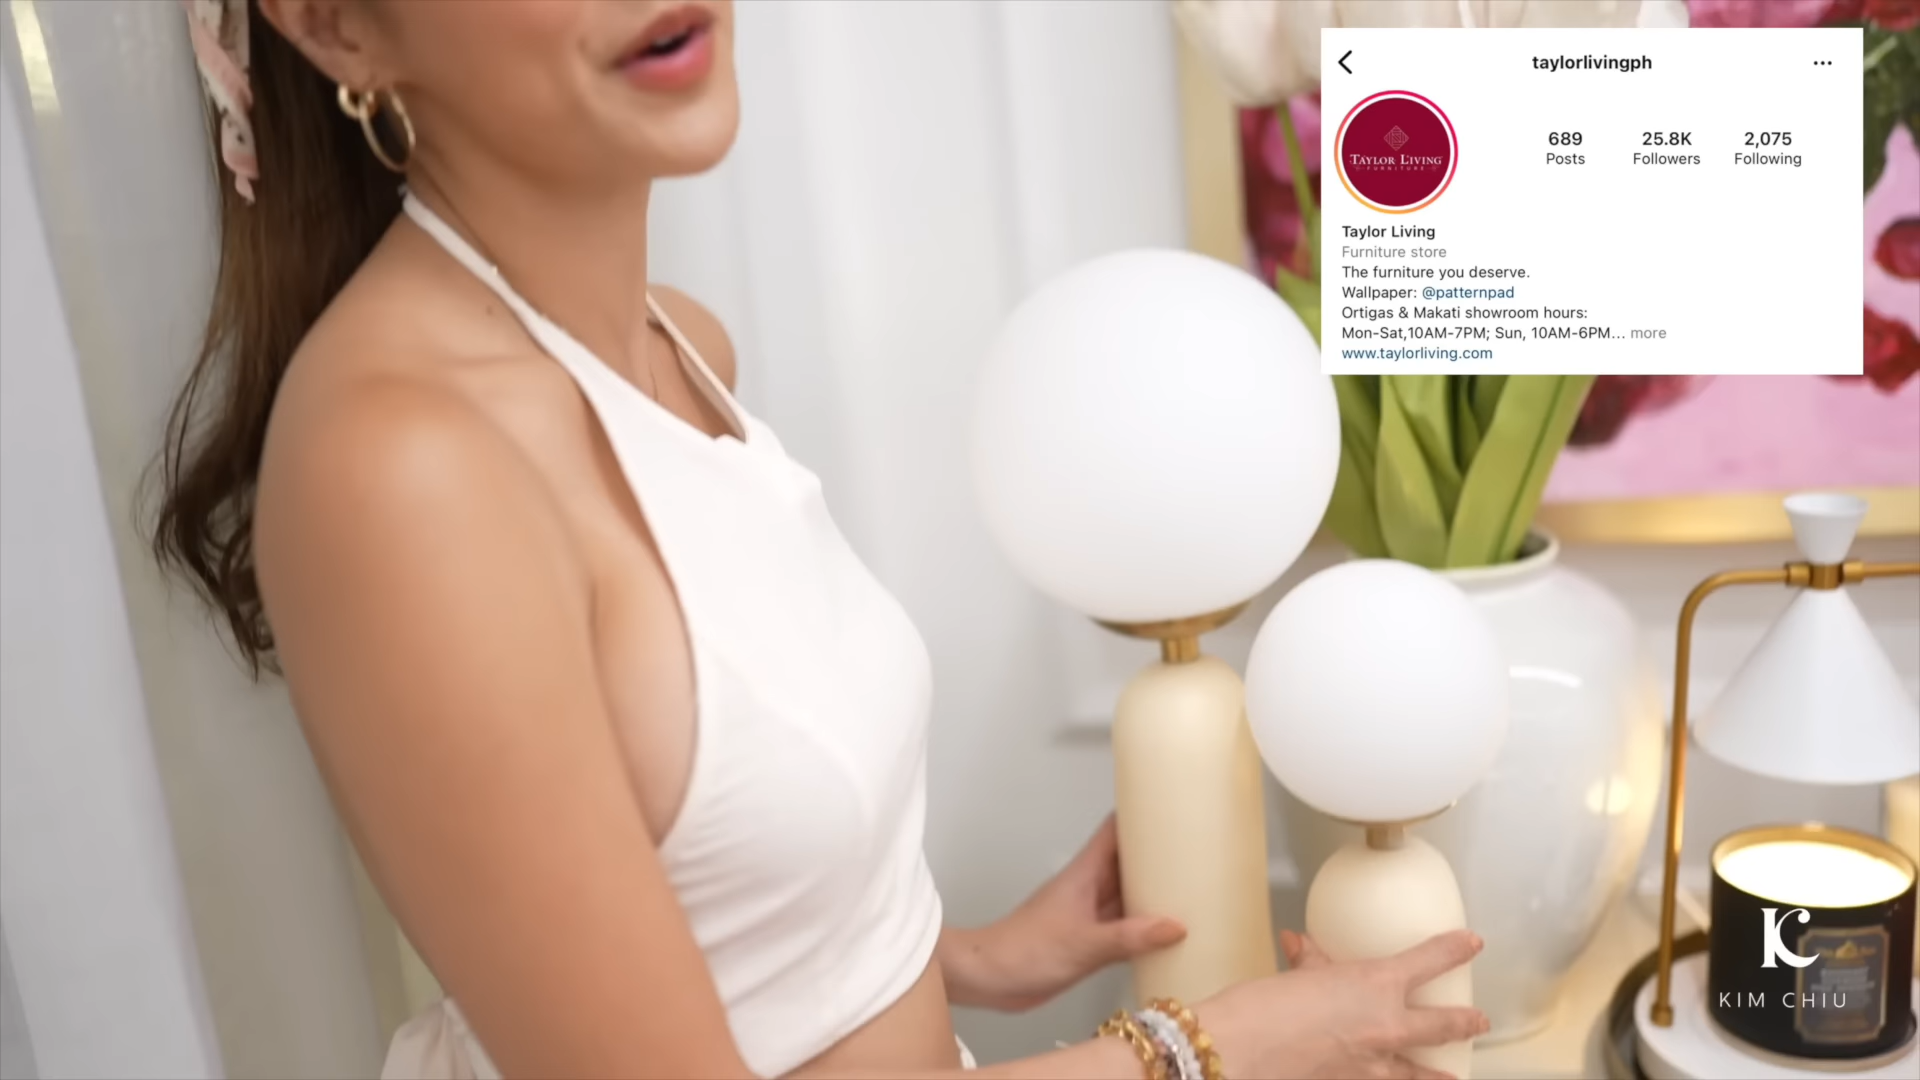 taylorlivingph
TAYLOR LIVING
FURNITURE
689
Posts
25.8K
Followers
2,075
Following
Taylor Living
Furniture store
The furniture you deserve.
Wallpaper: @patternpad
Ortigas & Makati showroom hours:
Mon-Sat,10AM-7PM; Sun, 10AM-6PM... more
www.taylorliving.com
KC
KIM CHIU